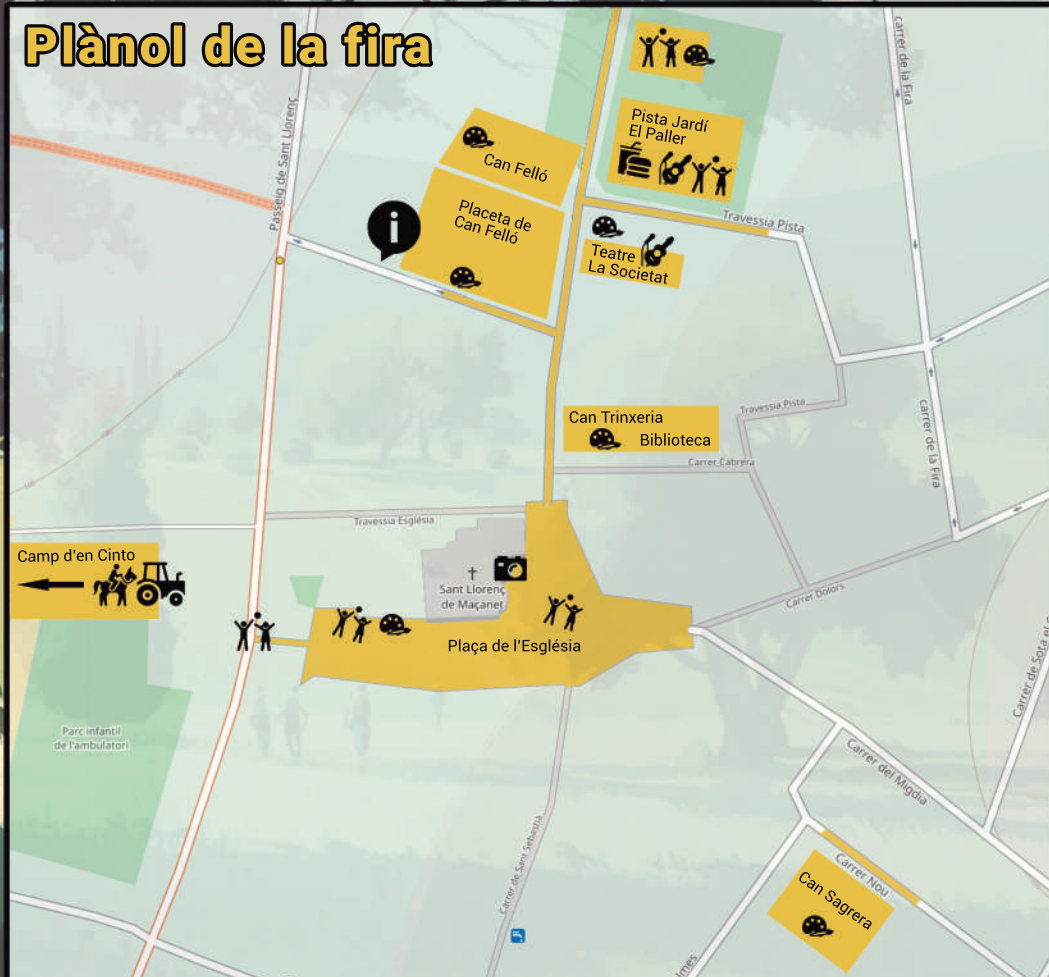 Plànol de la fira
carrer de la Fira
Passeig de Sant Llorenç
Can Felló
Pista Jardí
El Paller
i
Placeta de
Can Felló
Travessia Pista
Teatre
La Societat
Can Trinxeria
Biblioteca
Travessia Pista
Carrer Cabrera
Carrer de la Fira
Travessia Església
Camp d'en Cinto
Sant Llorenç
de Maçanet
Carrer Dolors
Plaça de l'Església
Parc infantil
de l'ambulatori
Carrer del Migdia
Carrer de Sant Sebastià
Carrer Nou
Can Sagrera